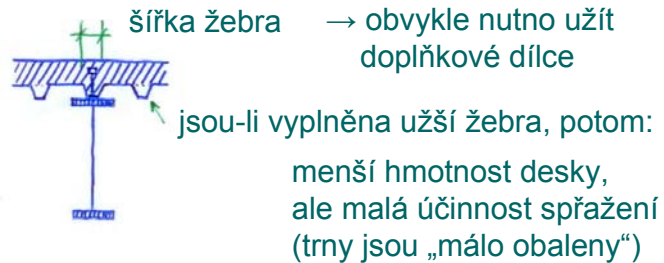 šířka žebra → obvykle nutno užít
doplňkové dílce
jsou-li vyplněna užší žebra, potom:
menší hmotnost desky,
ale malá účinnost spřažení
(trny jsou „málo obaleny“)